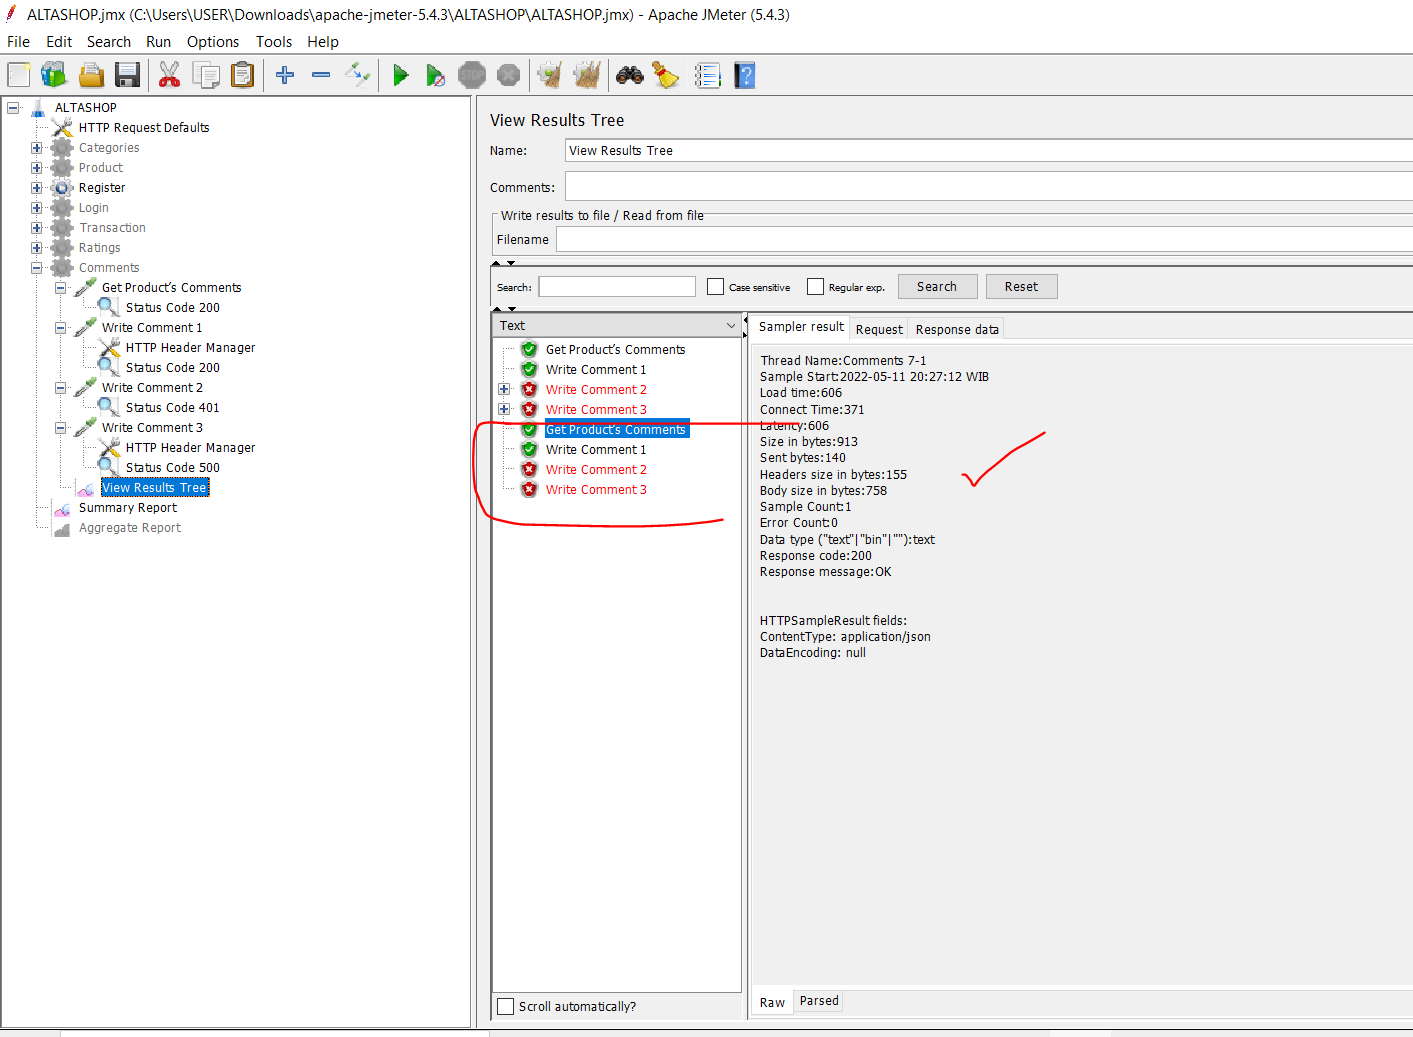 ALTASHOP.jmx (C:\Users\USER\Downloads\apache-jmeter-5.4.3\ALTASHOP\ALTASHOP.jmx) - Apache JMeter (5.4.3)
File Edit Search Run Options Tools Help
STOP
ALTASHOP
HTTP Request Defaults
Categories
Product
Register
Login
Transaction
Ratings
Comments
Get Product's Comments
Status Code 200
Write Comment 1
HTTP Header Manager
Status Code 200
Write Comment 2
Status Code 401
Write Comment 3
HTTP Header Manager
Status Code 500
View Results Tree
Summary Report
Aggregate Report
View Results Tree
Name: View Results Tree
Comments:
Write results to file / Read from file
Filename
Search: Case sensitive Regular exp. Search Reset
Text
Get Product's Comments
Write Comment 1
Write Comment 2
Write Comment 3
Get Product's Comments
Write Comment 1
Write Comment 2
Write Comment 3
Scroll automatically?
Sampler result Request Response data
Thread Name:Comments 7-1
Sample Start:2022-05-11 20:27:12 WIB
Load time:606
Connect Time:371
Latency:606
Size in bytes:913
Sent bytes:140
Headers size in bytes:155
Body size in bytes:758
Sample Count:1
Error Count:0
Data type ("text"|"bin"|""):text
Response code:200
Response message:OK
HTTPSampleResult fields:
ContentType: application/json
DataEncoding: null
Raw Parsed